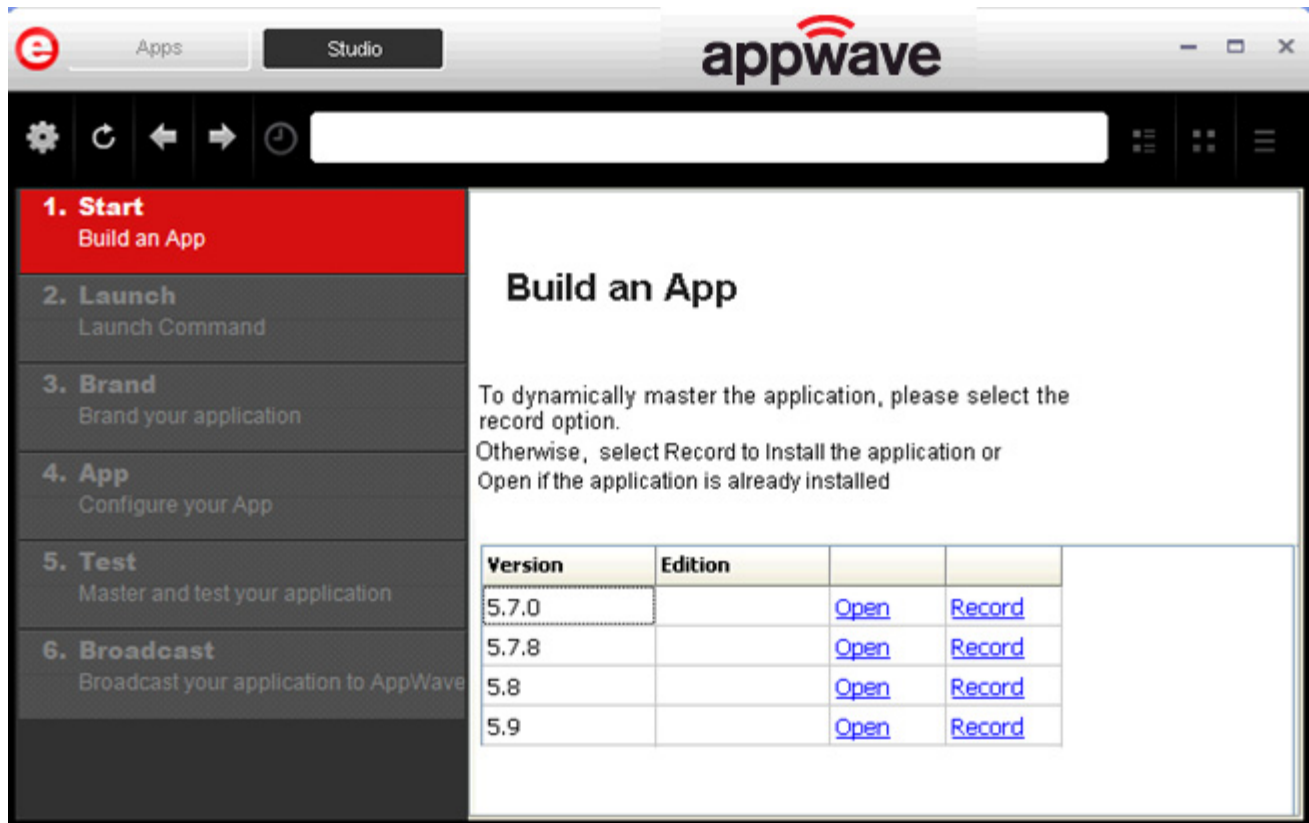 e Apps Studio appwave
1. Start
Build an App
2. Launch
Launch Command
3. Brand
Brand your application
4. App
Configure your App
5. Test
Master and test your application
6. Broadcast
Broadcast your application to AppWave
Build an App
To dynamically master the application, please select the
record option.
Otherwise, select Record to Install the application or
Open if the application is already installed
Version Edition
5.7.0 Open Record
5.7.8 Open Record
5.8 Open Record
5.9 Open Record